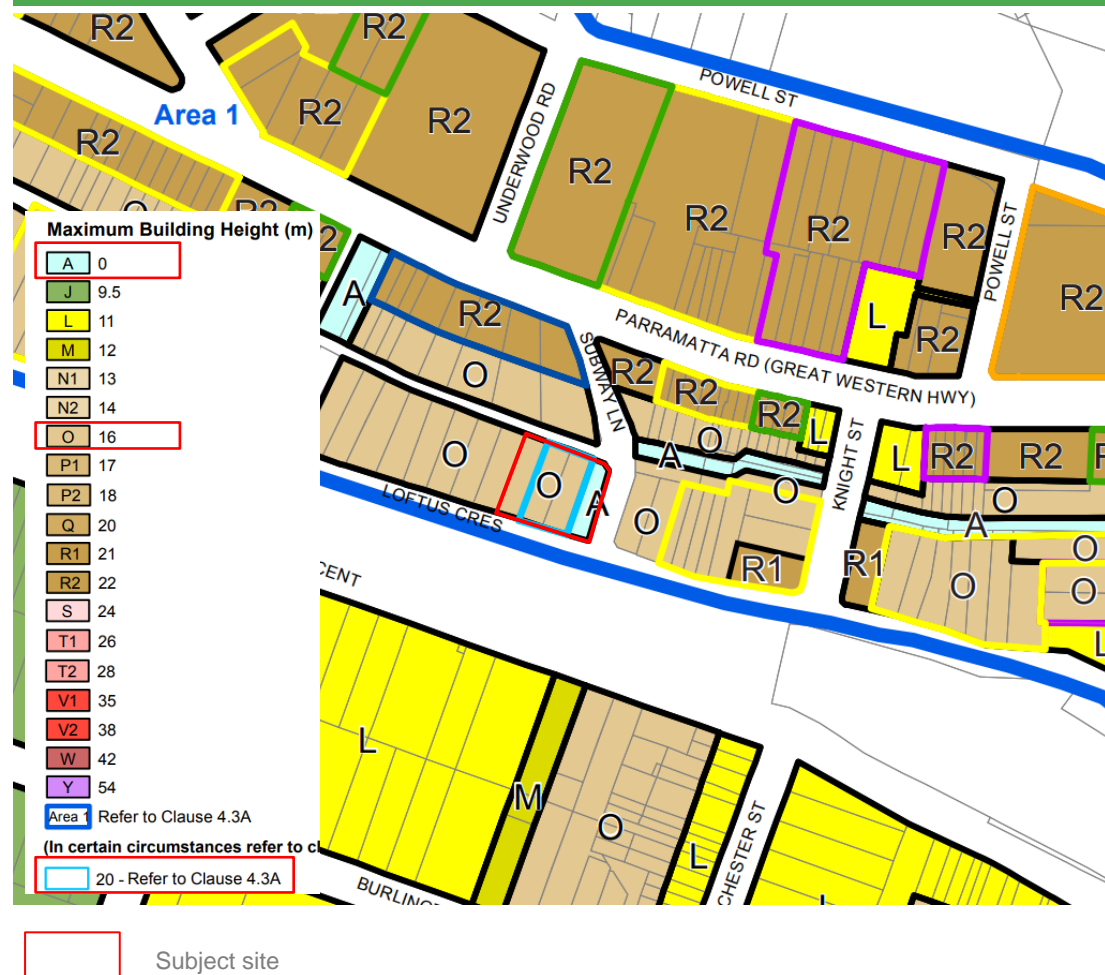 R2
R2
POWELL ST
Area 1
R2
R2
UNDERWOOD RD
R2
R2
R2
R2
R2
POWELL ST
R2
O
R2
R2
Maximum Building Height (m)
A 0
J 9.5
L 11
M 12
N1 13
N2 14
O 16
P1 17
P2 18
Q 20
R1 21
R2 22
S 24
T1 26
T2 28
V1 35
V2 38
W 42
Y 54
Area 1 Refer to Clause 4.3A
(In certain circumstances refer to
20 - Refer to Clause 4.3A
A
R2
O
SUBWAY LN
PARRAMATTA RD (GREAT WESTERN HWY)
L
R2
R2
R2
R2
L
O
A
O
KNIGHT ST
L
R2
R2
O
A
O
O
O
A
LOFTUS CRES
O
R1
R1
O
O
L
CENT
L
M
O
L
CHESTER ST
L
BURLING
Subject site